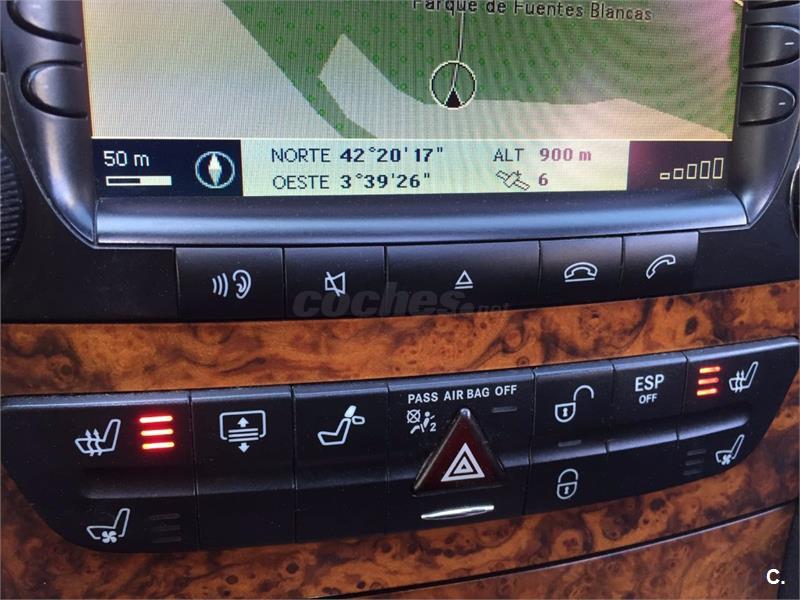 Parque de Fuentes Blancas
50 m
NORTE 42°20'17" ALT 900 m
OESTE 3°39'26" 6
coches.net
PASS AIR BAG OFF
2
ESP
OFF
C.